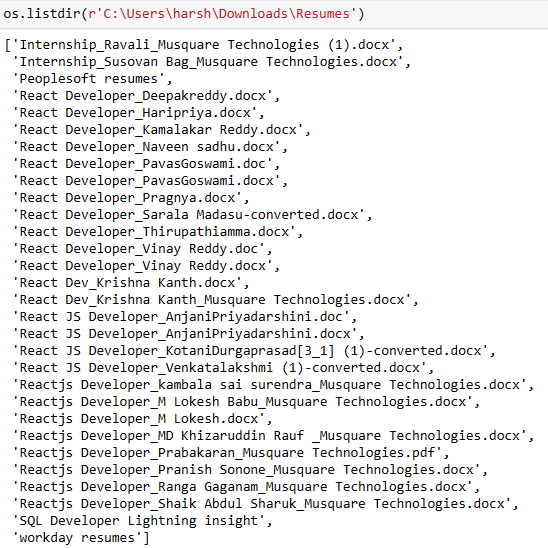 os.listdir(r'C:\Users\harsh\Downloads\Resumes')
['Internship_Ravali_Musquare Technologies (1).docx',
'Internship_Susovan Bag_Musquare Technologies.docx',
'Peoplesoft resumes',
'React Developer_Deepakreddy.docx',
'React Developer_Haripriya.docx',
'React Developer_Kamalakar Reddy.docx',
'React Developer_Naveen sadhu.docx',
'React Developer_PavasGoswami.doc',
'React Developer_PavasGoswami.docx',
'React Developer_Pragnya.docx',
'React Developer_Sarala Madasu-converted.docx',
'React Developer_Thirupathiamma.docx',
'React Developer_Vinay Reddy.doc',
'React Developer_Vinay Reddy.docx',
'React Dev_Krishna Kanth.docx',
'React Dev_Krishna Kanth_Musquare Technologies.docx',
'React JS Developer_AnjaniPriyadarshini.doc',
'React JS Developer_AnjaniPriyadarshini.docx',
'React JS Developer_KotaniDurgaprasad[3_1] (1)-converted.docx',
'React JS Developer_Venkatalakshmi (1)-converted.docx',
'Reactjs Developer_kambala sai surendra_Musquare Technologies.docx',
'Reactjs Developer_M Lokesh Babu_Musquare Technologies.docx',
'Reactjs Developer_M Lokesh.docx',
'Reactjs Developer_MD Khizaruddin Rauf _Musquare Technologies.docx',
'Reactjs Developer_Prabakaran_Musquare Technologies.pdf',
'Reactjs Developer_Pranish Sonone_Musquare Technologies.docx',
'Reactjs Developer_Ranga Gaganam_Musquare Technologies.docx',
'Reactjs Developer_Shaik Abdul Sharuk_Musquare Technologies.docx',
'SQL Developer Lightning insight',
'workday resumes']